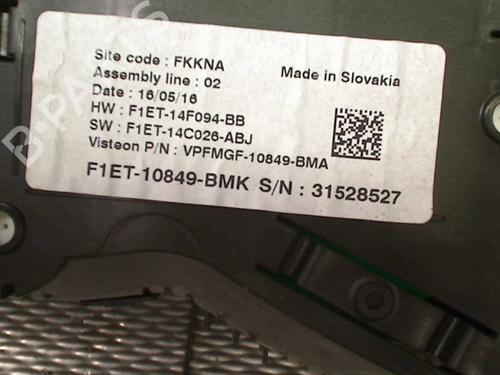 Site code : FKKNA
Assembly line : 02
Made in Slovakia
Date : 16/05/16
HW : F1ET-14F094-BB
SW : F1ET-14C026-ABJ
Visteon P/N : VPFMGF-10849-BMA
F1ET-10849-BMK S/N : 31528527